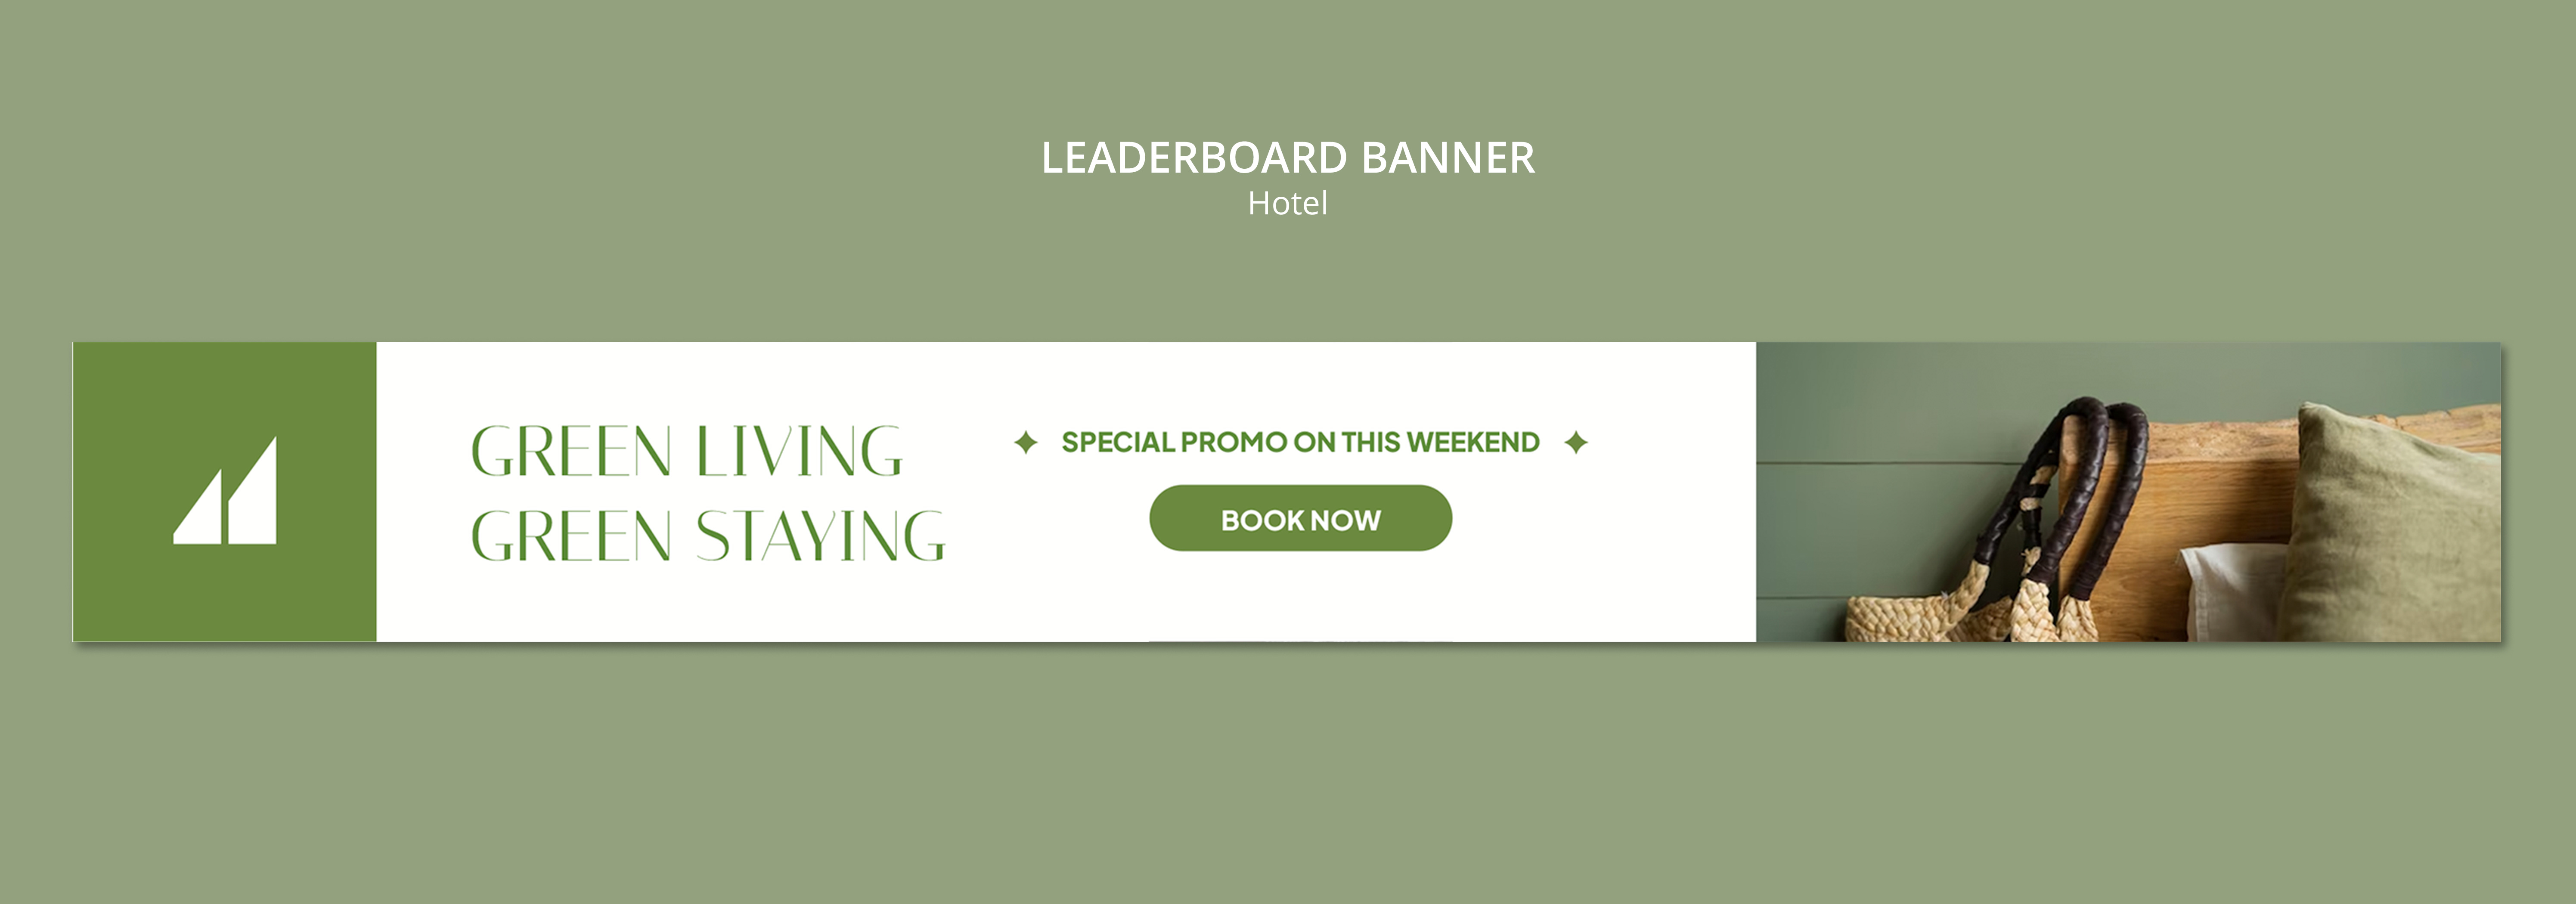 LEADERBOARD BANNER
Hotel
GREEN LIVING
GREEN STAYING
SPECIAL PROMO ON THIS WEEKEND
BOOK NOW